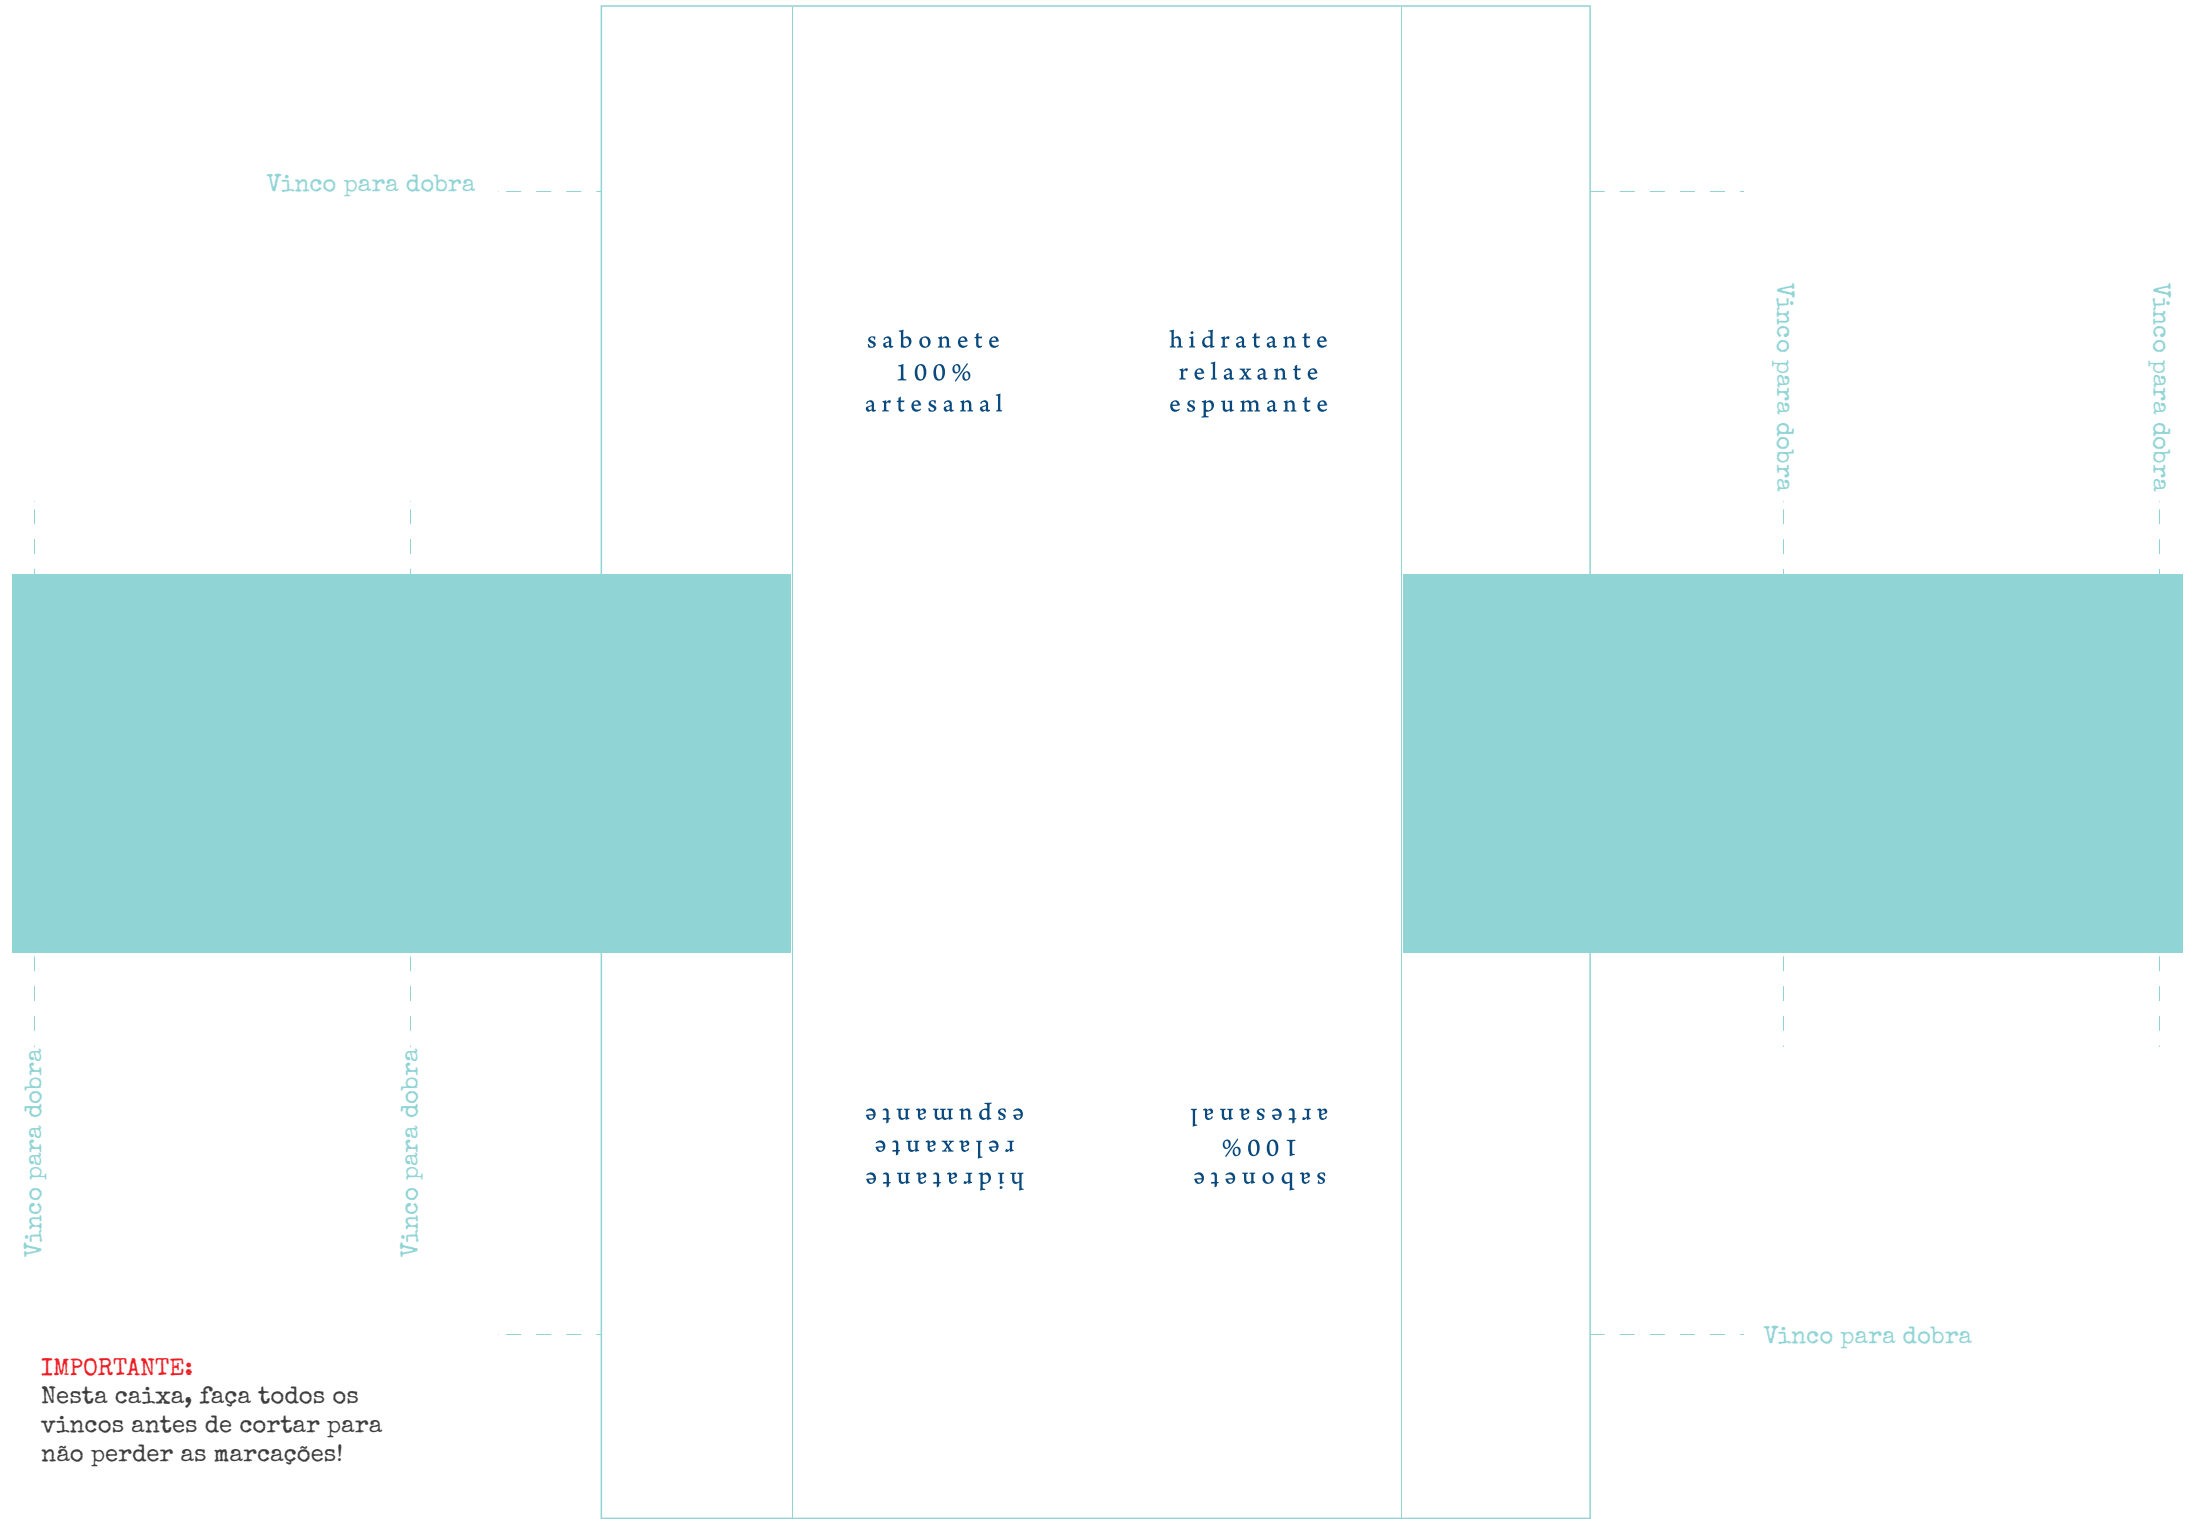 Vinco para dobra
Vinco para dobra
Vinco para dobra
sabonete
100%
artesanal
hidratante
relaxante
espumante
Vinco para dobra
Vinco para dobra
hidratante
relaxante
espumante
sabonete
100%
artesanal
Vinco para dobra
IMPORTANTE:
Nesta caixa, faça todos os
vincos antes de cortar para
não perder as marcações!